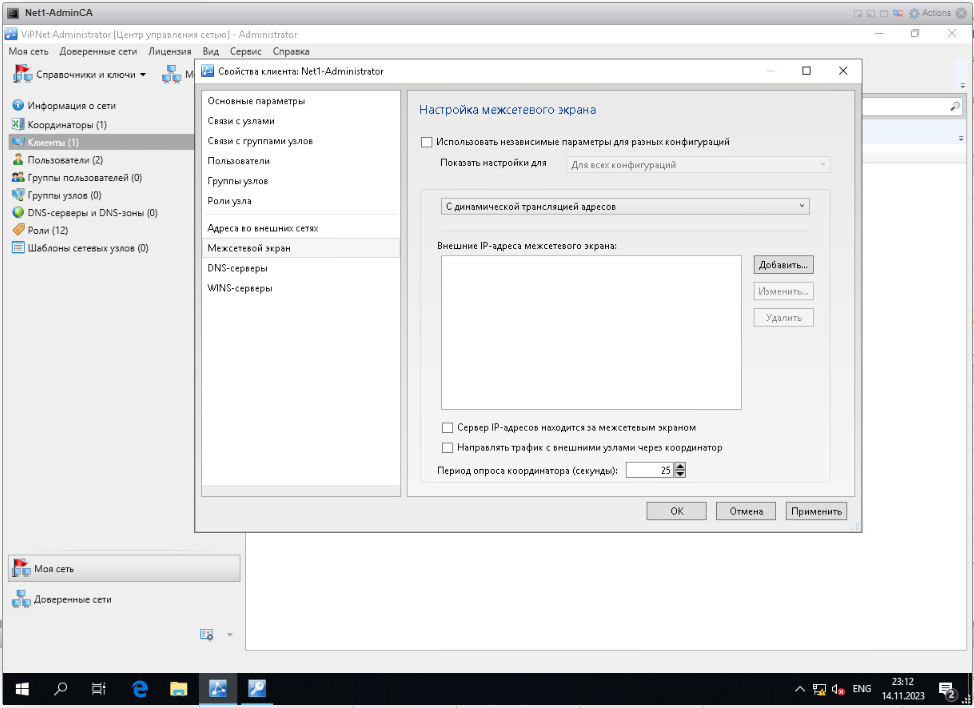 Net1-AdminCA
Actions
ViPNet Administrator [Центр управления сетью] - Administrator
Моя сеть Доверенные сети Лицензия Вид Сервис Справка
Справочники и ключи
М
Информация о сети
Координаторы (1)
Клиенты (1)
Пользователи (2)
Группы пользователей (0)
Группы узлов (0)
DNS-серверы и DNS-зоны (0)
Роли (12)
Шаблоны сетевых узлов (0)
Моя сеть
Доверенные сети
Свойства клиента: Net1-Administrator
Основные параметры
Связи с узлами
Связи с группами узлов
Пользователи
Группы узлов
Роли узла
Адреса во внешних сетях
Межсетевой экран
DNS-серверы
WINS-серверы
Настройка межсетевого экрана
Использовать независимые параметры для разных конфигураций
Показать настройки для Для всех конфигураций
С динамической трансляцией адресов
Внешние IP-адреса межсетевого экрана:
Добавить...
Изменить...
Удалить
Сервер IP-адресов находится за межсетевым экраном
Направлять трафик с внешними узлами через координатор
Период опроса координатора (секунды): 25
OK Отмена Применить
ENG
23:12
14.11.2023
2